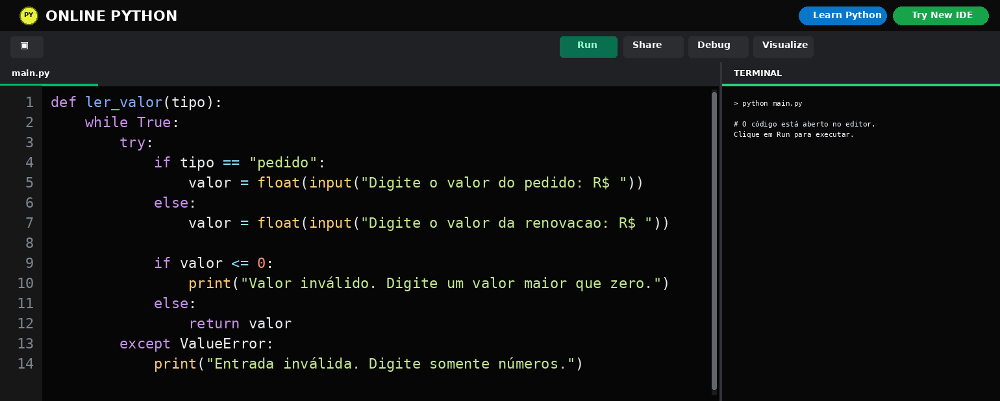 PY ONLINE PYTHON
Learn Python
Try New IDE
Run
Share
Debug
Visualize
main.py
1 def ler_valor(tipo):
2     while True:
3         try:
4             if tipo == "pedido":
5                 valor = float(input("Digite o valor do pedido: R$ "))
6             else:
7                 valor = float(input("Digite o valor da renovacao: R$ "))
8
9             if valor <= 0:
10                 print("Valor inválido. Digite um valor maior que zero.")
11             else:
12                 return valor
13         except ValueError:
14             print("Entrada inválida. Digite somente números.")
TERMINAL
> python main.py
# O código está aberto no editor.
Clique em Run para executar.